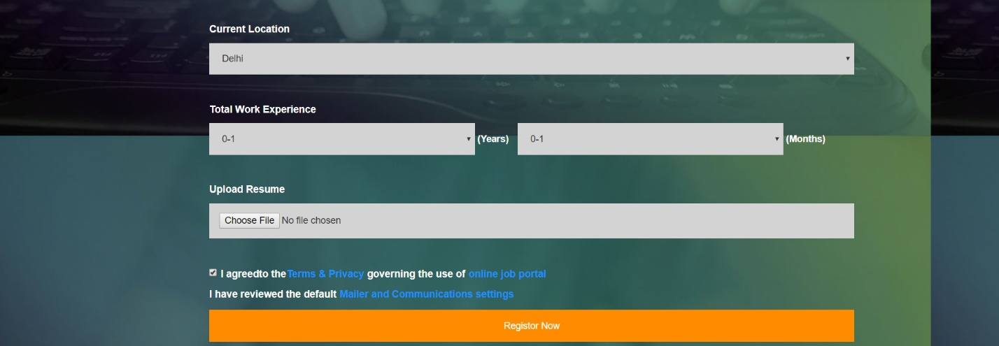 Current Location
Delhi
Total Work Experience
0-1 (Years) 0-1 (Months)
Upload Resume
Choose File No file chosen
I agreedto the Terms & Privacy governing the use of online job portal
I have reviewed the default Mailer and Communications settings
Registor Now